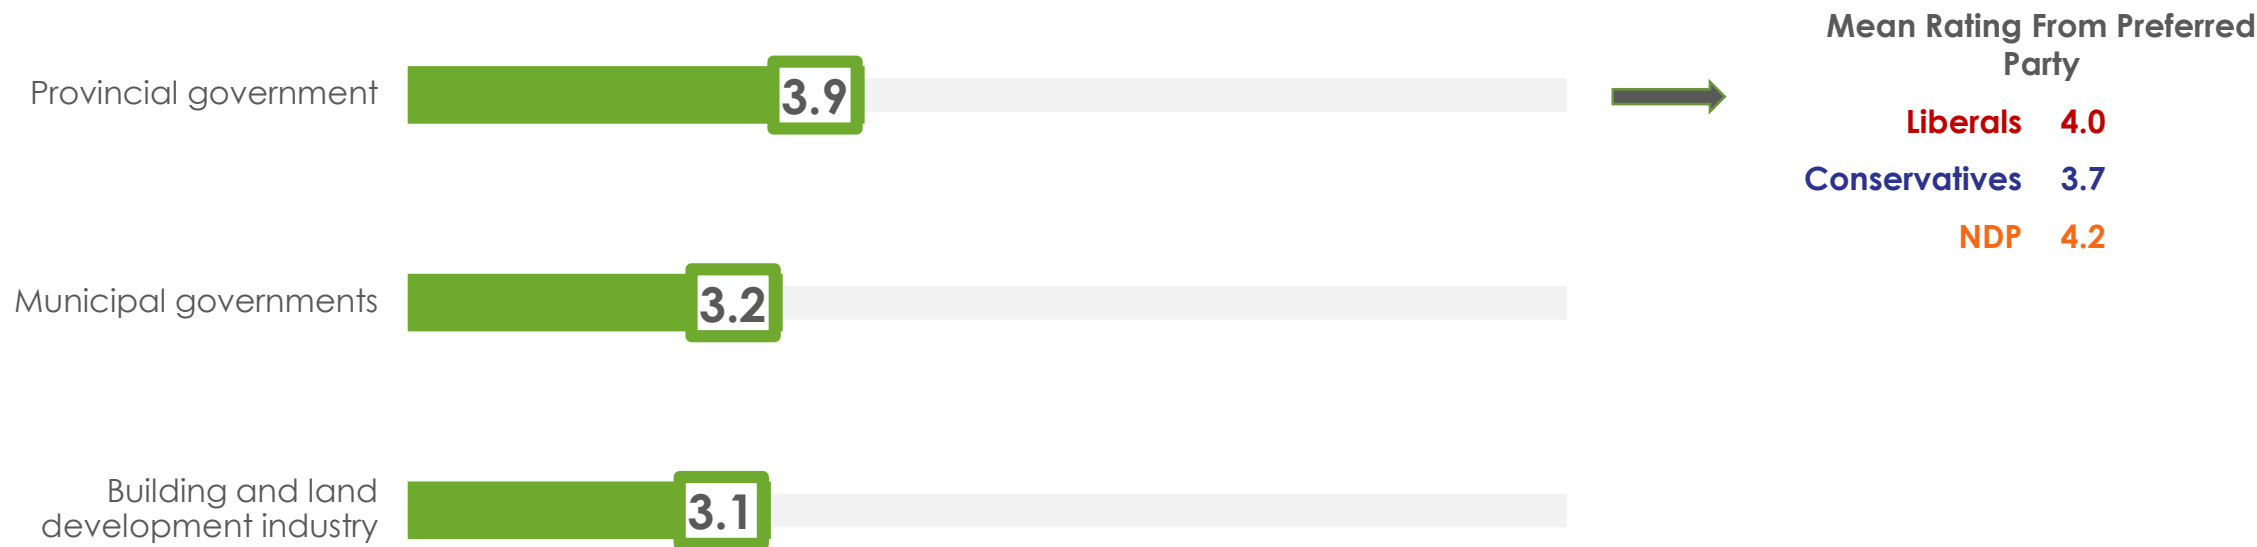 Mean Rating From Preferred
Party
Provincial government 3.9
Liberals 4.0
Conservatives 3.7
NDP 4.2
Municipal governments 3.2
Building and land
development industry 3.1